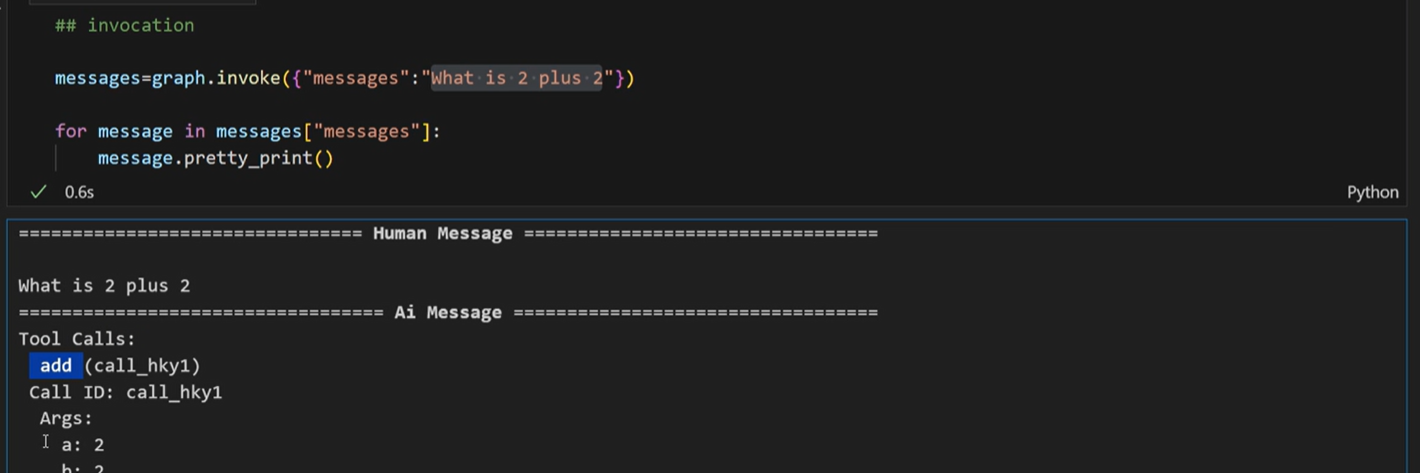 ## invocation
messages=graph.invoke({"messages":"What is 2 plus 2"})
for message in messages["messages"]:
    message.pretty_print()
0.6s
Python
================================ Human Message =================================
What is 2 plus 2
================================== Ai Message ==================================
Tool Calls:
  add (call_hky1)
 Call ID: call_hky1
  Args:
    a: 2
    b: 2